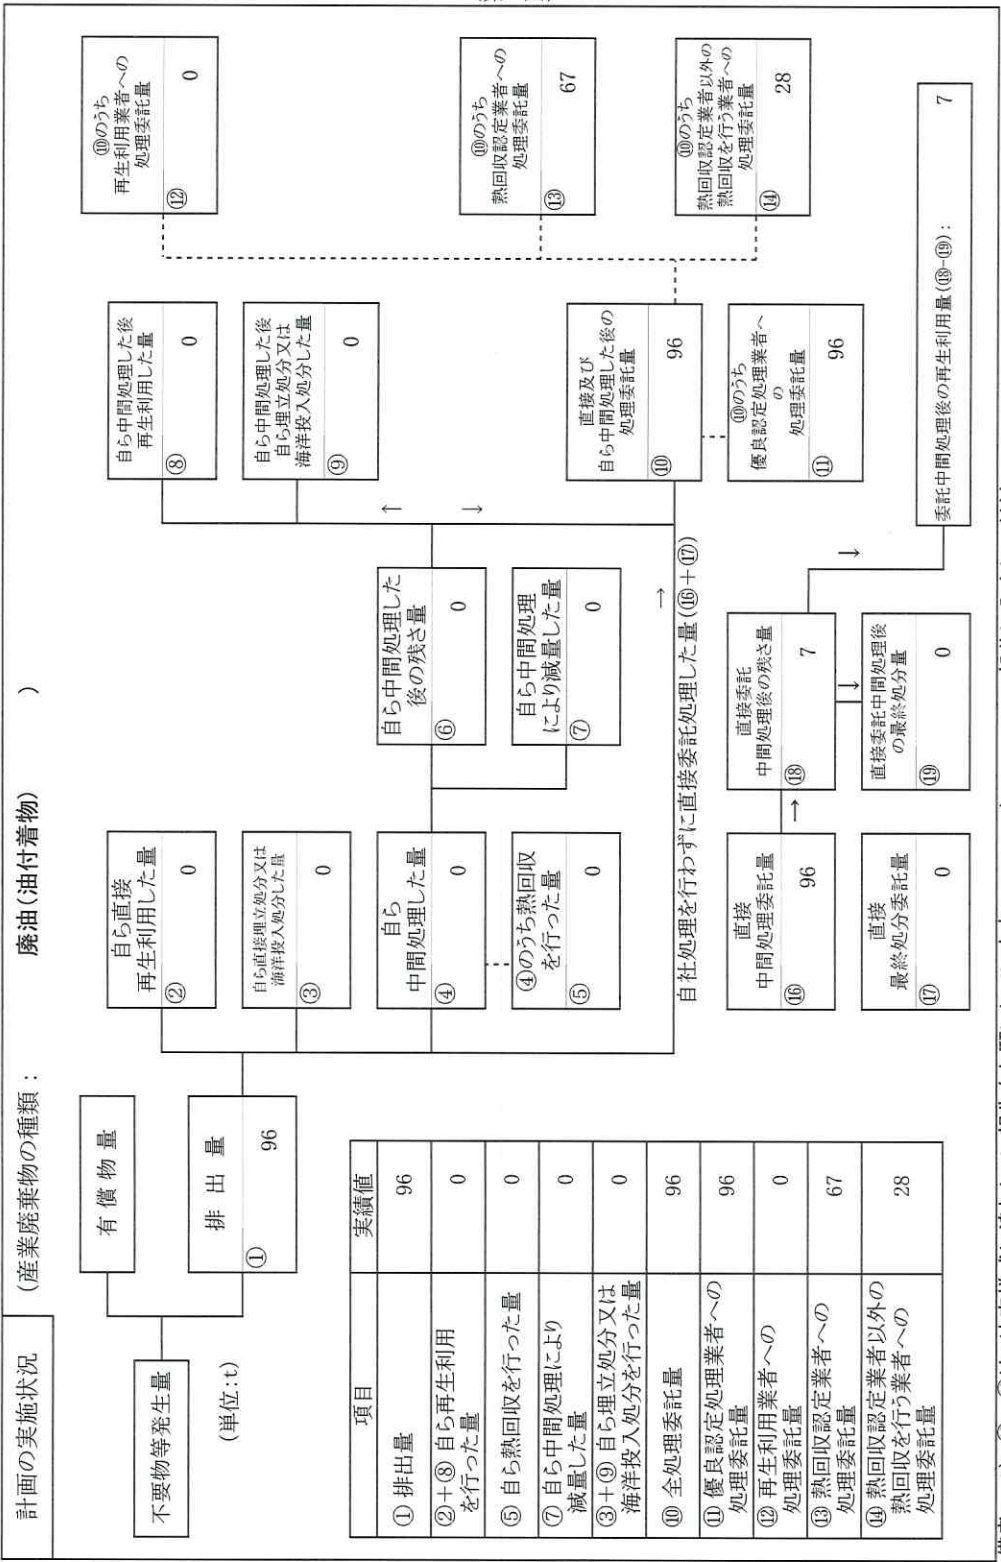 計画の実施状況
(産業廃棄物の種類： 廃油(油付着物) )
不要物等発生量
(単位:t)
有償物量
排出量
① 96
自ら直接
再生利用した量
② 0
自ら直接埋立処分又は
海洋投入処分した量
③ 0
自ら
中間処理した量
④ 0
④のうち熱回収
を行った量
⑤ 0
自ら中間処理した
後の残さ量
⑥ 0
自ら中間処理
により減量した量
⑦ 0
自ら中間処理した後
再生利用した量
⑧ 0
自ら中間処理した後
自ら埋立処分又は
海洋投入処分した量
⑨ 0
↑
↓
自社処理を行わずに直接委託処理した量(⑯+⑰)
→
直接及び
自ら中間処理した後の
処理委託量
⑩ 96
⑩のうち
優良認定処理業者へ
の
処理委託量
⑪ 96
⑩のうち
再生利用業者への
処理委託量
⑫ 0
⑩のうち
熱回収認定業者への
処理委託量
⑬ 67
⑩のうち
熱回収認定業者以外の
熱回収を行う業者への
処理委託量
⑭ 28
直接
中間処理委託量
⑯ 96
→
直接
最終処分委託量
⑰ 0
直接委託
中間処理後の残さ量
⑱ 7
↓
直接委託中間処理後
の最終処分量
⑲ 0
↓
委託中間処理後の再生利用量(⑱-⑲)： 7
項目 実績値
① 排出量 96
②+⑧ 自ら再生利用
を行った量 0
⑤ 自ら熱回収を行った量 0
⑦ 自ら中間処理により
減量した量 0
③+⑨ 自ら埋立処分又は
海洋投入処分を行った量 0
⑩ 全処理委託量 96
⑪ 優良認定処理業者への
処理委託量 96
⑫ 再生利用業者への
処理委託量 0
⑬ 熱回収認定業者への
処理委託量 67
⑭ 熱回収認定業者以外の
熱回収を行う業者への
処理委託量 28